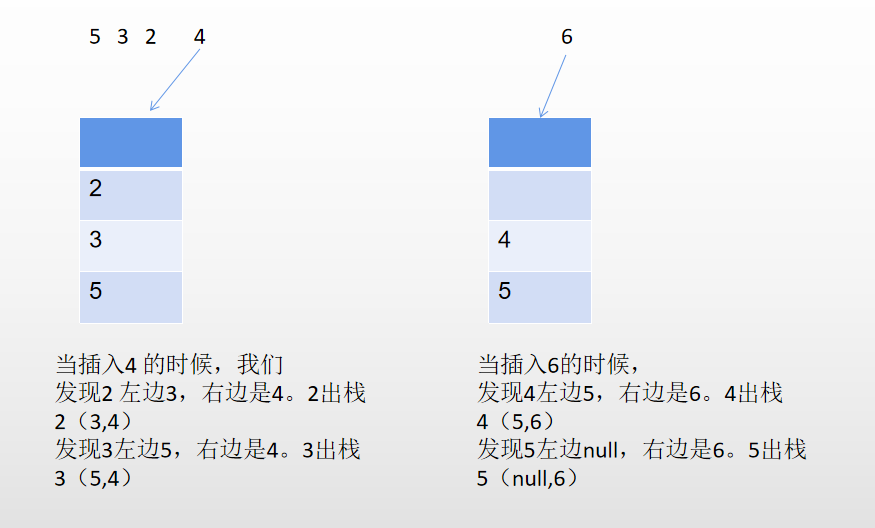 5 3 2 4
2
3
5
当插入4 的时候，我们
发现2 左边3，右边是4。2出栈
2（3,4）
发现3左边5，右边是4。3出栈
3（5,4）
6
4
5
当插入6的时候，
发现4左边5，右边是6。4出栈
4（5,6）
发现5左边null，右边是6。5出栈
5（null,6）